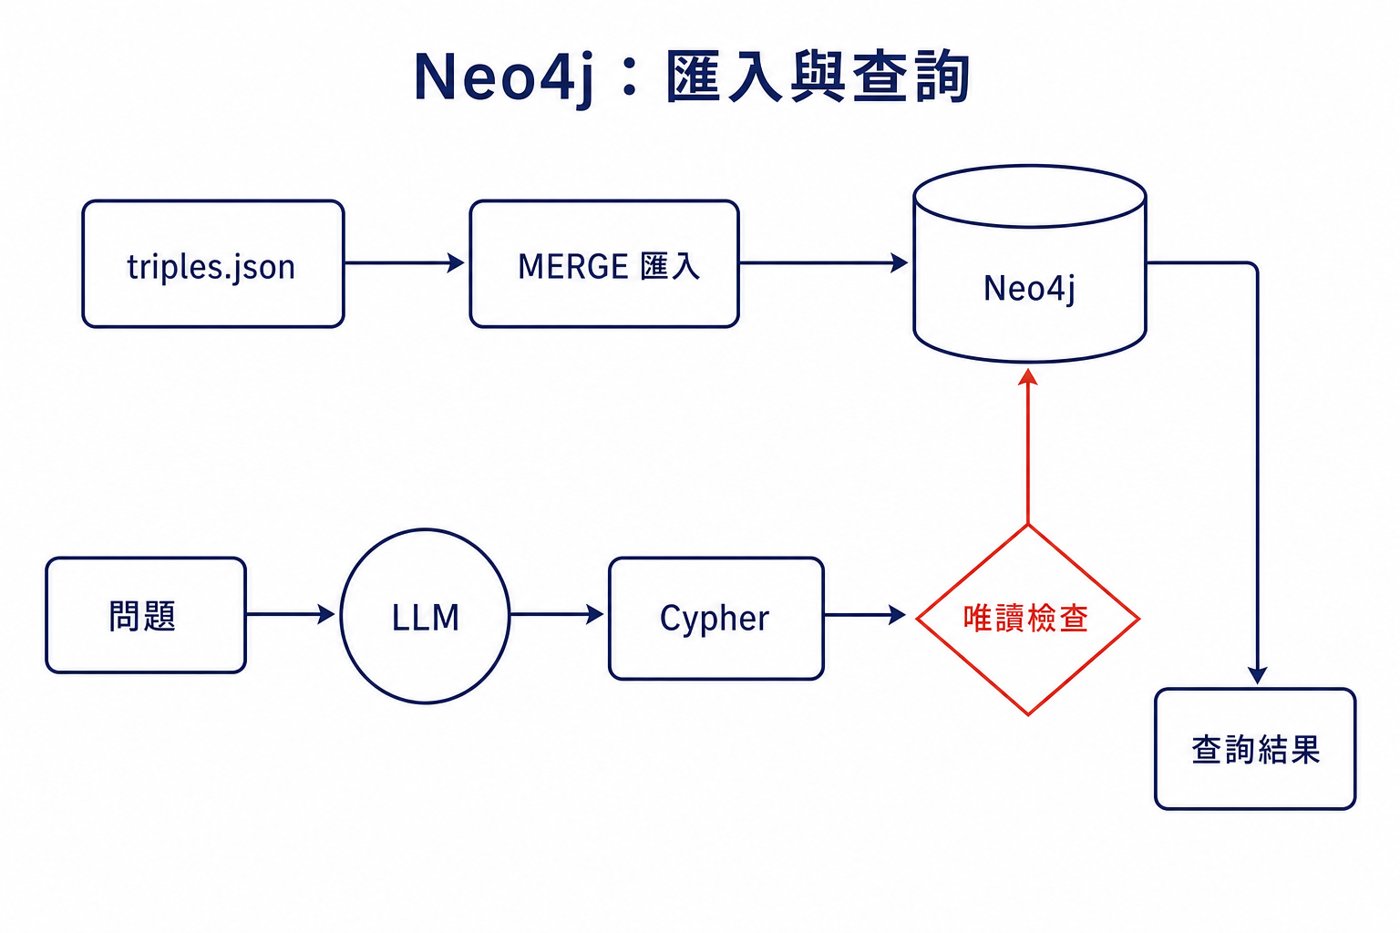 Neo4j：匯入與查詢
triples.json
MERGE 匯入
Neo4j
問題
LLM
Cypher
唯讀檢查
查詢結果